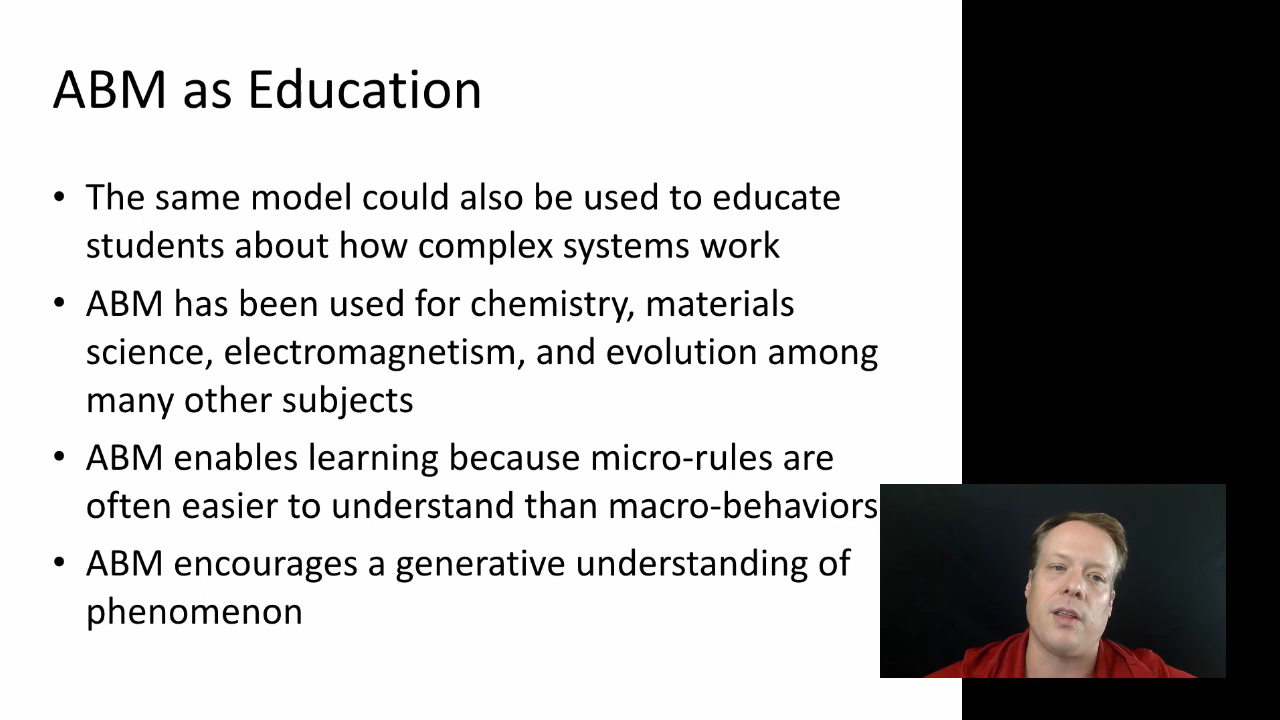 ABM as Education
• The same model could also be used to educate
students about how complex systems work
• ABM has been used for chemistry, materials
science, electromagnetism, and evolution among
many other subjects
• ABM enables learning because micro-rules are
often easier to understand than macro-behaviors
• ABM encourages a generative understanding of
phenomenon